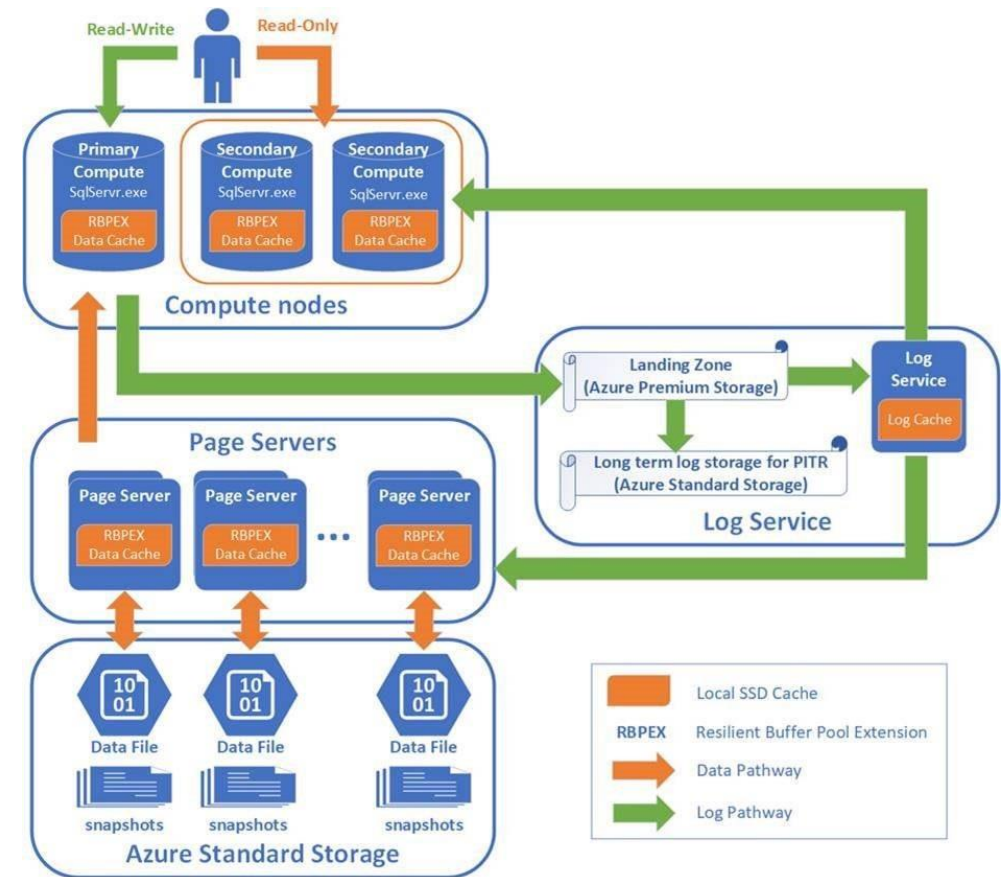 Read-Write
Read-Only
Primary
Compute
SqlServr.exe
RBPEX
Data Cache
Secondary
Compute
SqlServr.exe
RBPEX
Data Cache
Secondary
Compute
SqlServr.exe
RBPEX
Data Cache
Compute nodes
Landing Zone
(Azure Premium Storage)
Long term log storage for PITR
(Azure Standard Storage)
Log
Service
Log Cache
Log Service
Page Servers
Page Server
RBPEX
Data Cache
Page Server
RBPEX
Data Cache
...
Page Server
RBPEX
Data Cache
10
01
Data File
snapshots
10
01
Data File
snapshots
10
01
Data File
snapshots
Azure Standard Storage
Local SSD Cache
RBPEX Resilient Buffer Pool Extension
Data Pathway
Log Pathway